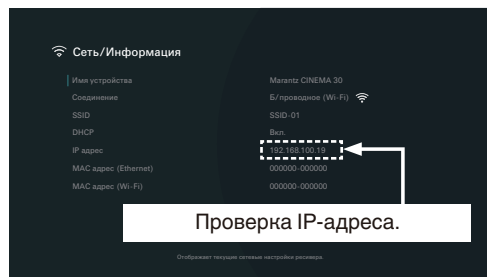 Сеть/Информация
Имя устройства Marantz CINEMA 30
Соединение Б/проводное (Wi-Fi)
SSID SSID-01
DHCP Вкл.
IP адрес 192.168.100.19
MAC адрес (Ethernet) 000000-000000
MAC адрес (Wi-Fi) 000000-000000
Проверка IP-адреса.
Отображает текущие сетевые настройки ресивера.